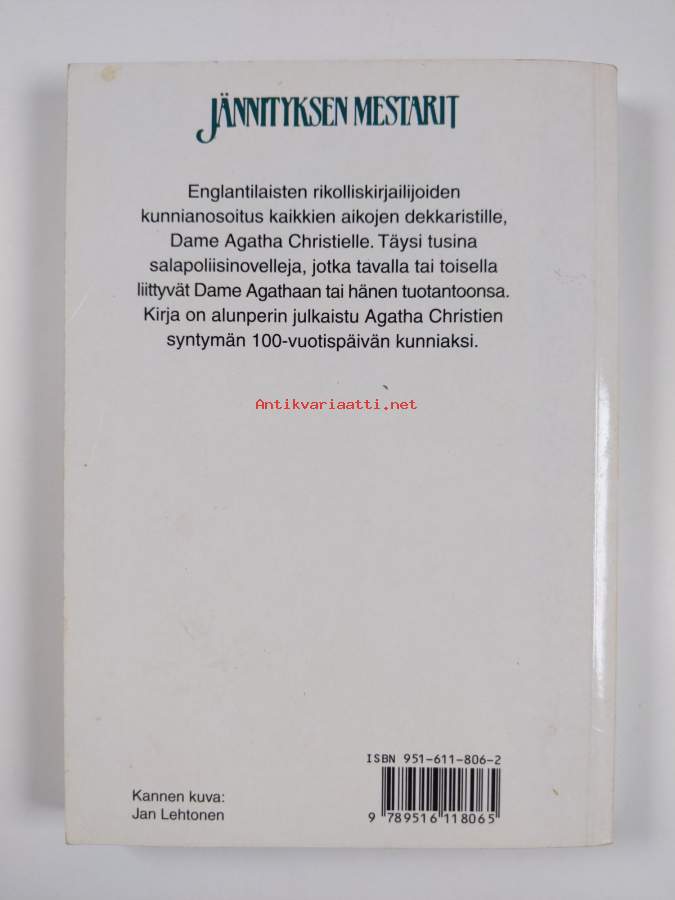 JÄNNITYKSEN MESTARIT
Englantilaisten rikolliskirjailijoiden
kunnianosoitus kaikkien aikojen dekkaristille,
Dame Agatha Christielle. Täysi tusina
salapoliisinovelleja, jotka tavalla tai toisella
liittyvät Dame Agathaan tai hänen tuotantoonsa.
Kirja on alunperin julkaistu Agatha Christien
syntymän 100-vuotispäivän kunniaksi.
Antikvariaatti.net
ISBN 951-611-806-2
9 789516 118065
Kannen kuva:
Jan Lehtonen